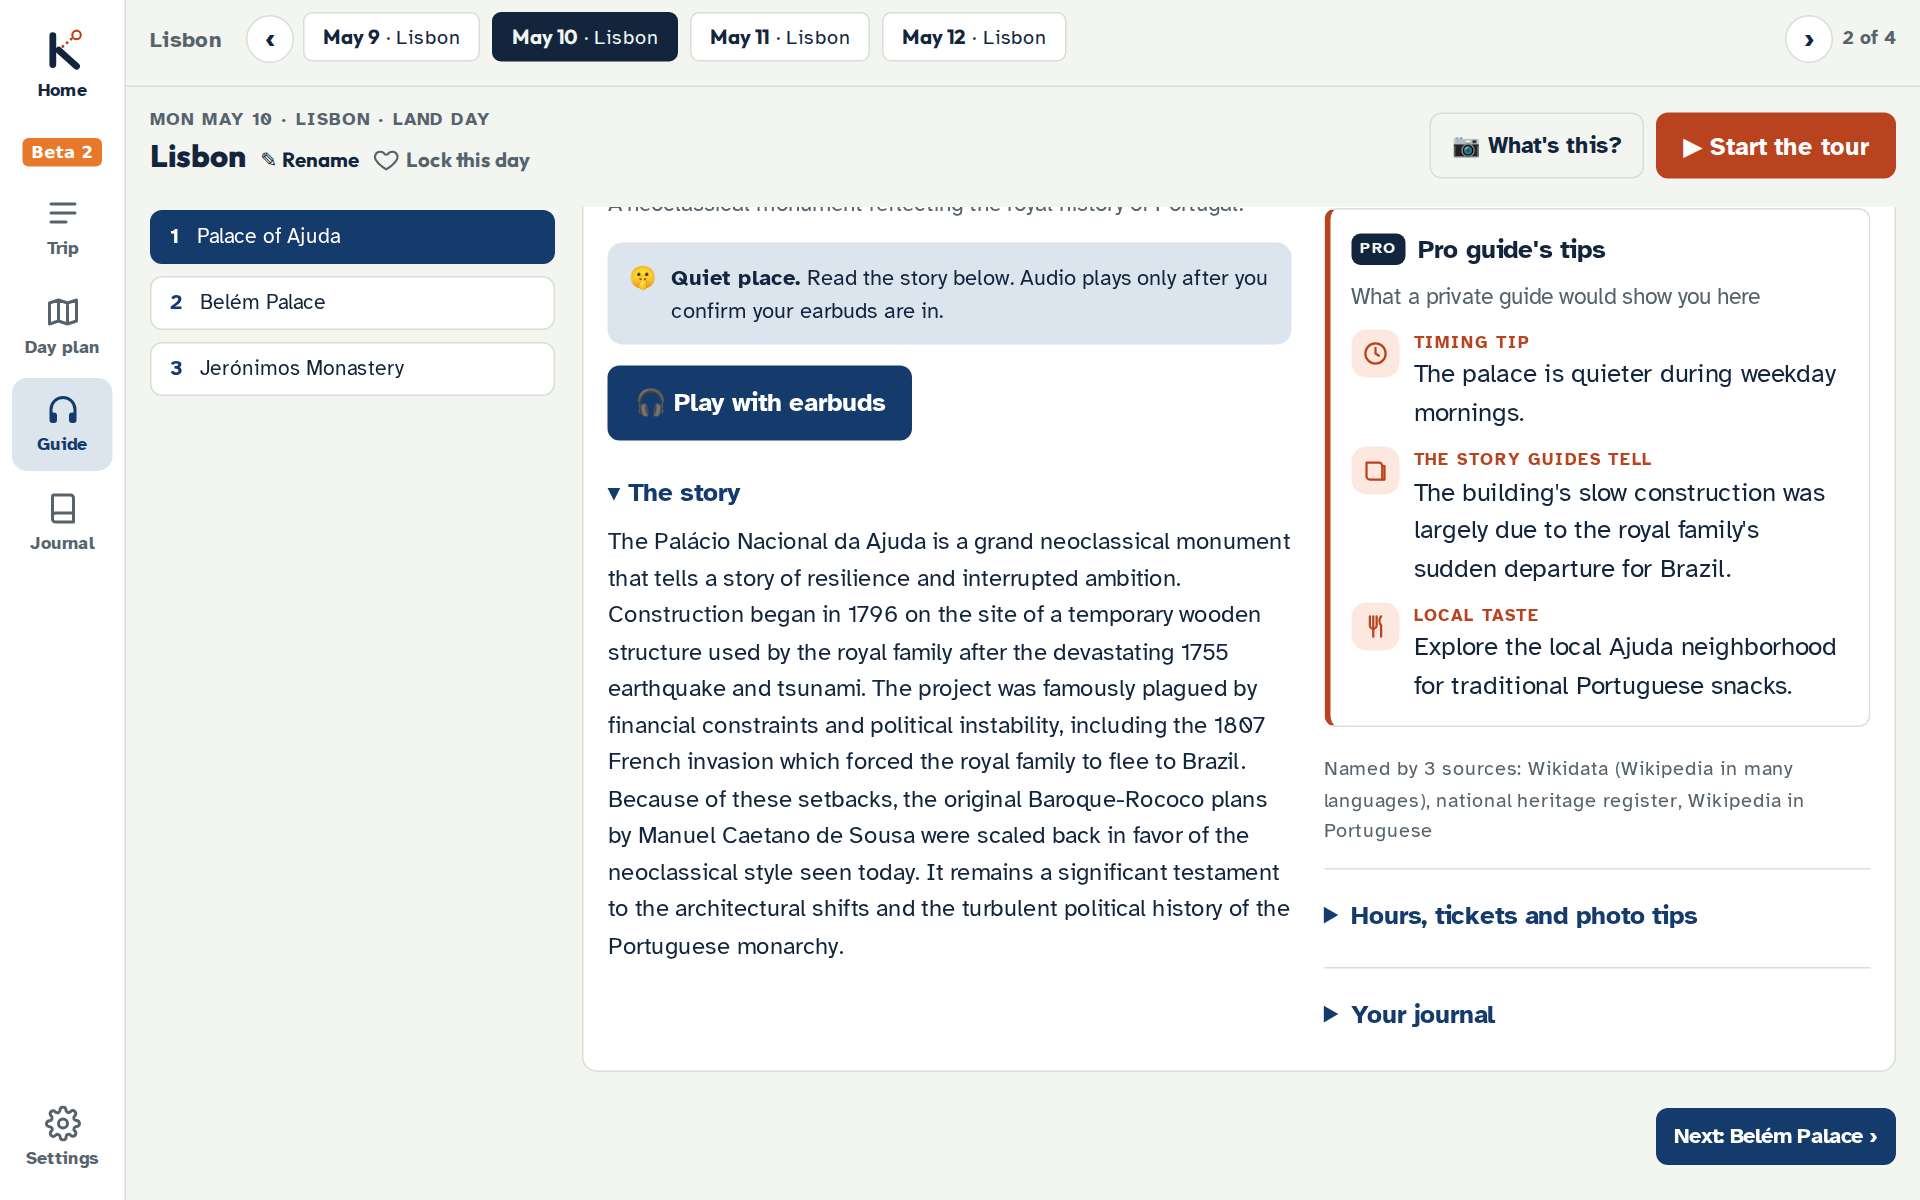 Home
Beta 2
Trip
Day plan
Guide
Journal
Settings
Lisbon
‹
May 9 · Lisbon
May 10 · Lisbon
May 11 · Lisbon
May 12 · Lisbon
›
2 of 4
MON MAY 10 · LISBON · LAND DAY
Lisbon
✎ Rename
Lock this day
📷 What's this?
▶ Start the tour
1 Palace of Ajuda
2 Belém Palace
3 Jerónimos Monastery
A neoclassical monument reflecting the royal history of Portugal.
🤫 Quiet place. Read the story below. Audio plays only after you
confirm your earbuds are in.
🎧 Play with earbuds
▾ The story
The Palácio Nacional da Ajuda is a grand neoclassical monument
that tells a story of resilience and interrupted ambition.
Construction began in 1796 on the site of a temporary wooden
structure used by the royal family after the devastating 1755
earthquake and tsunami. The project was famously plagued by
financial constraints and political instability, including the 1807
French invasion which forced the royal family to flee to Brazil.
Because of these setbacks, the original Baroque-Rococo plans
by Manuel Caetano de Sousa were scaled back in favor of the
neoclassical style seen today. It remains a significant testament
to the architectural shifts and the turbulent political history of the
Portuguese monarchy.
PRO Pro guide's tips
What a private guide would show you here
TIMING TIP
The palace is quieter during weekday
mornings.
THE STORY GUIDES TELL
The building's slow construction was
largely due to the royal family's
sudden departure for Brazil.
LOCAL TASTE
Explore the local Ajuda neighborhood
for traditional Portuguese snacks.
Named by 3 sources: Wikidata (Wikipedia in many
languages), national heritage register, Wikipedia in
Portuguese
▶ Hours, tickets and photo tips
▶ Your journal
Next: Belém Palace ›